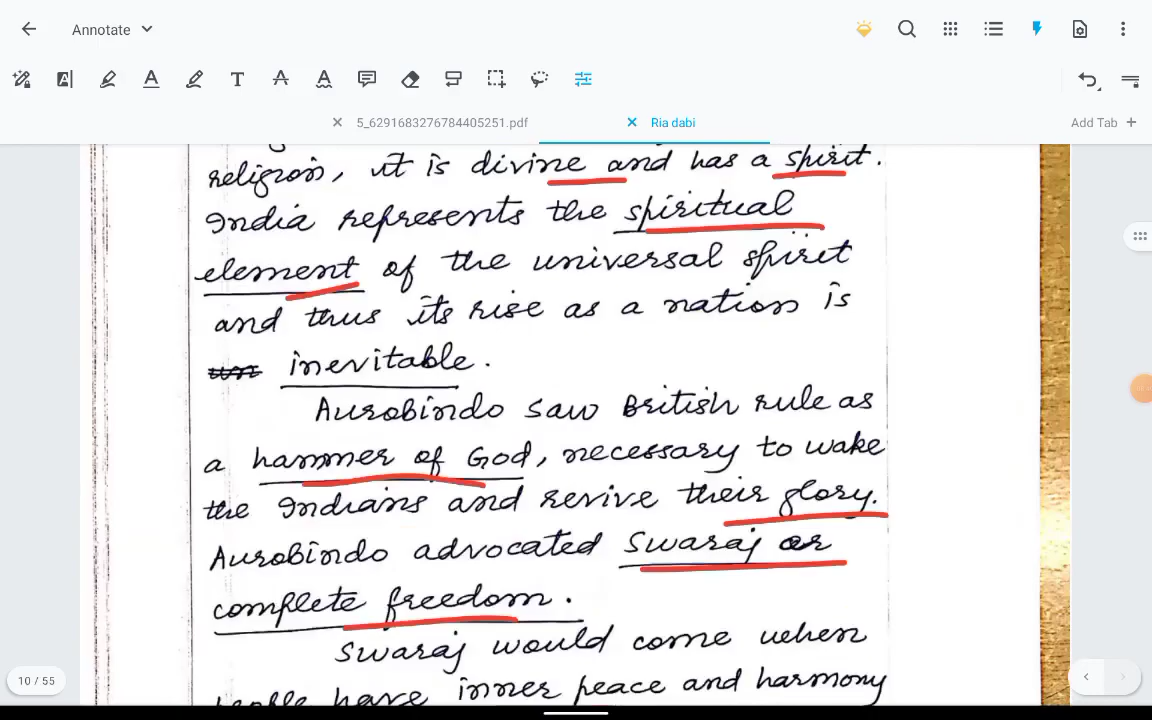 Annotate
5_6291683276784405251.pdf
Ria dabi
Add Tab +
religion, it is divine and has a spirit.
India represents the spiritual
element of the universal spirit
and thus its rise as a nation is
inevitable.
Aurobindo saw British rule as
a hammer of God, necessary to wake
the Indians and revive their glory.
Aurobindo advocated Swaraj or
complete freedom.
Swaraj would come when
people have inner peace and harmony
10 / 55